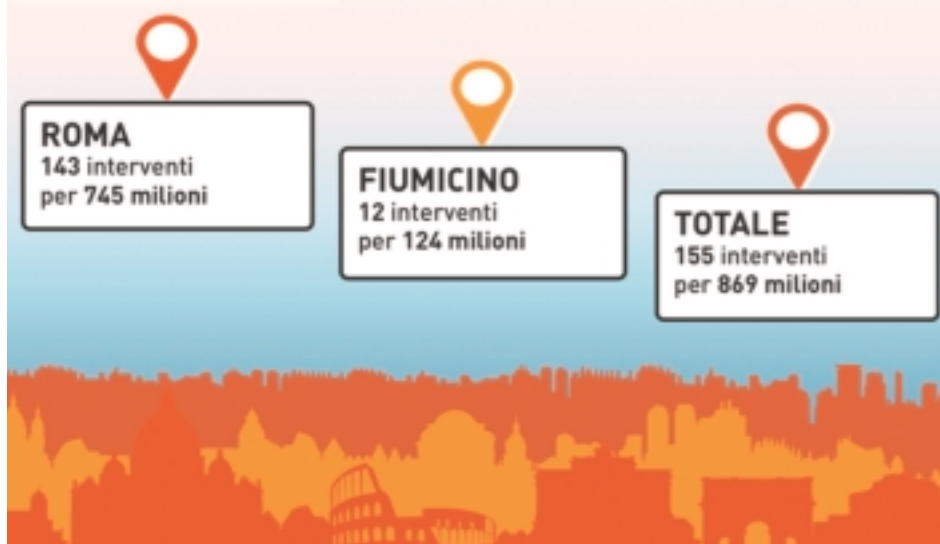 ROMA
143 interventi
per 745 milioni
FIUMICINO
12 interventi
per 124 milioni
TOTALE
155 interventi
per 869 milioni